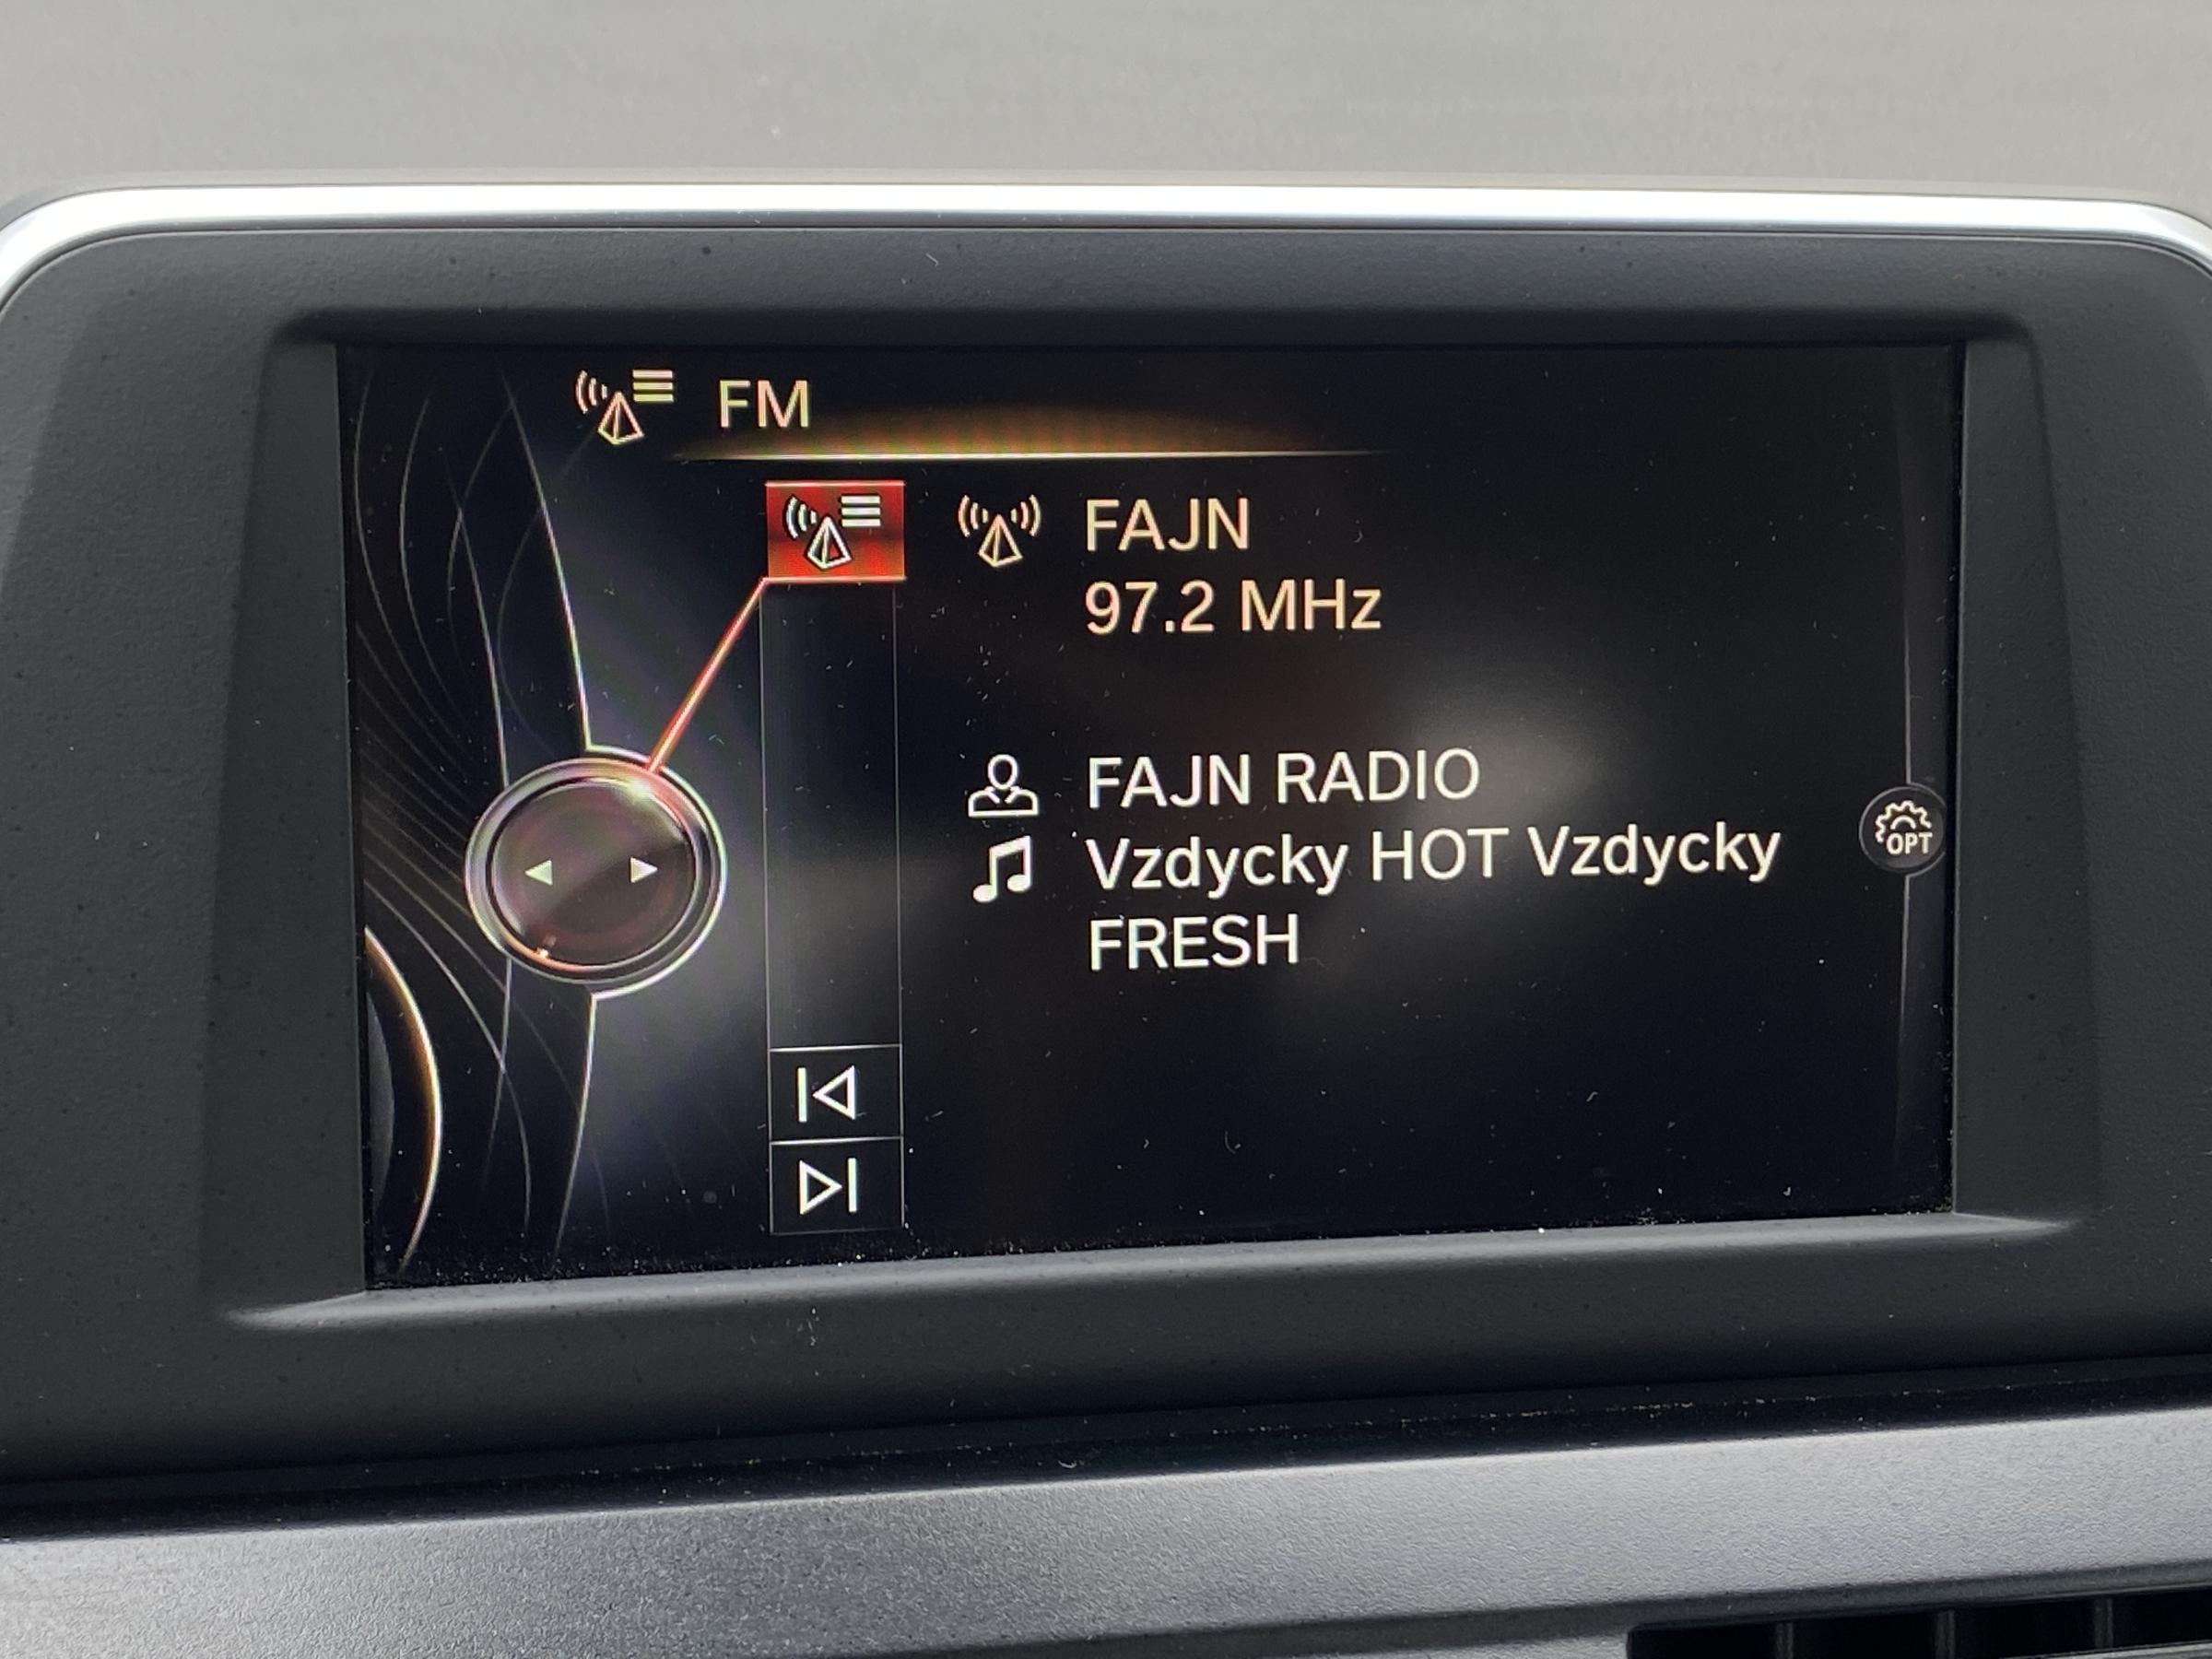 FM
FAJN
97.2 MHz
FAJN RADIO
Vzdycky HOT Vzdycky
FRESH
OPT